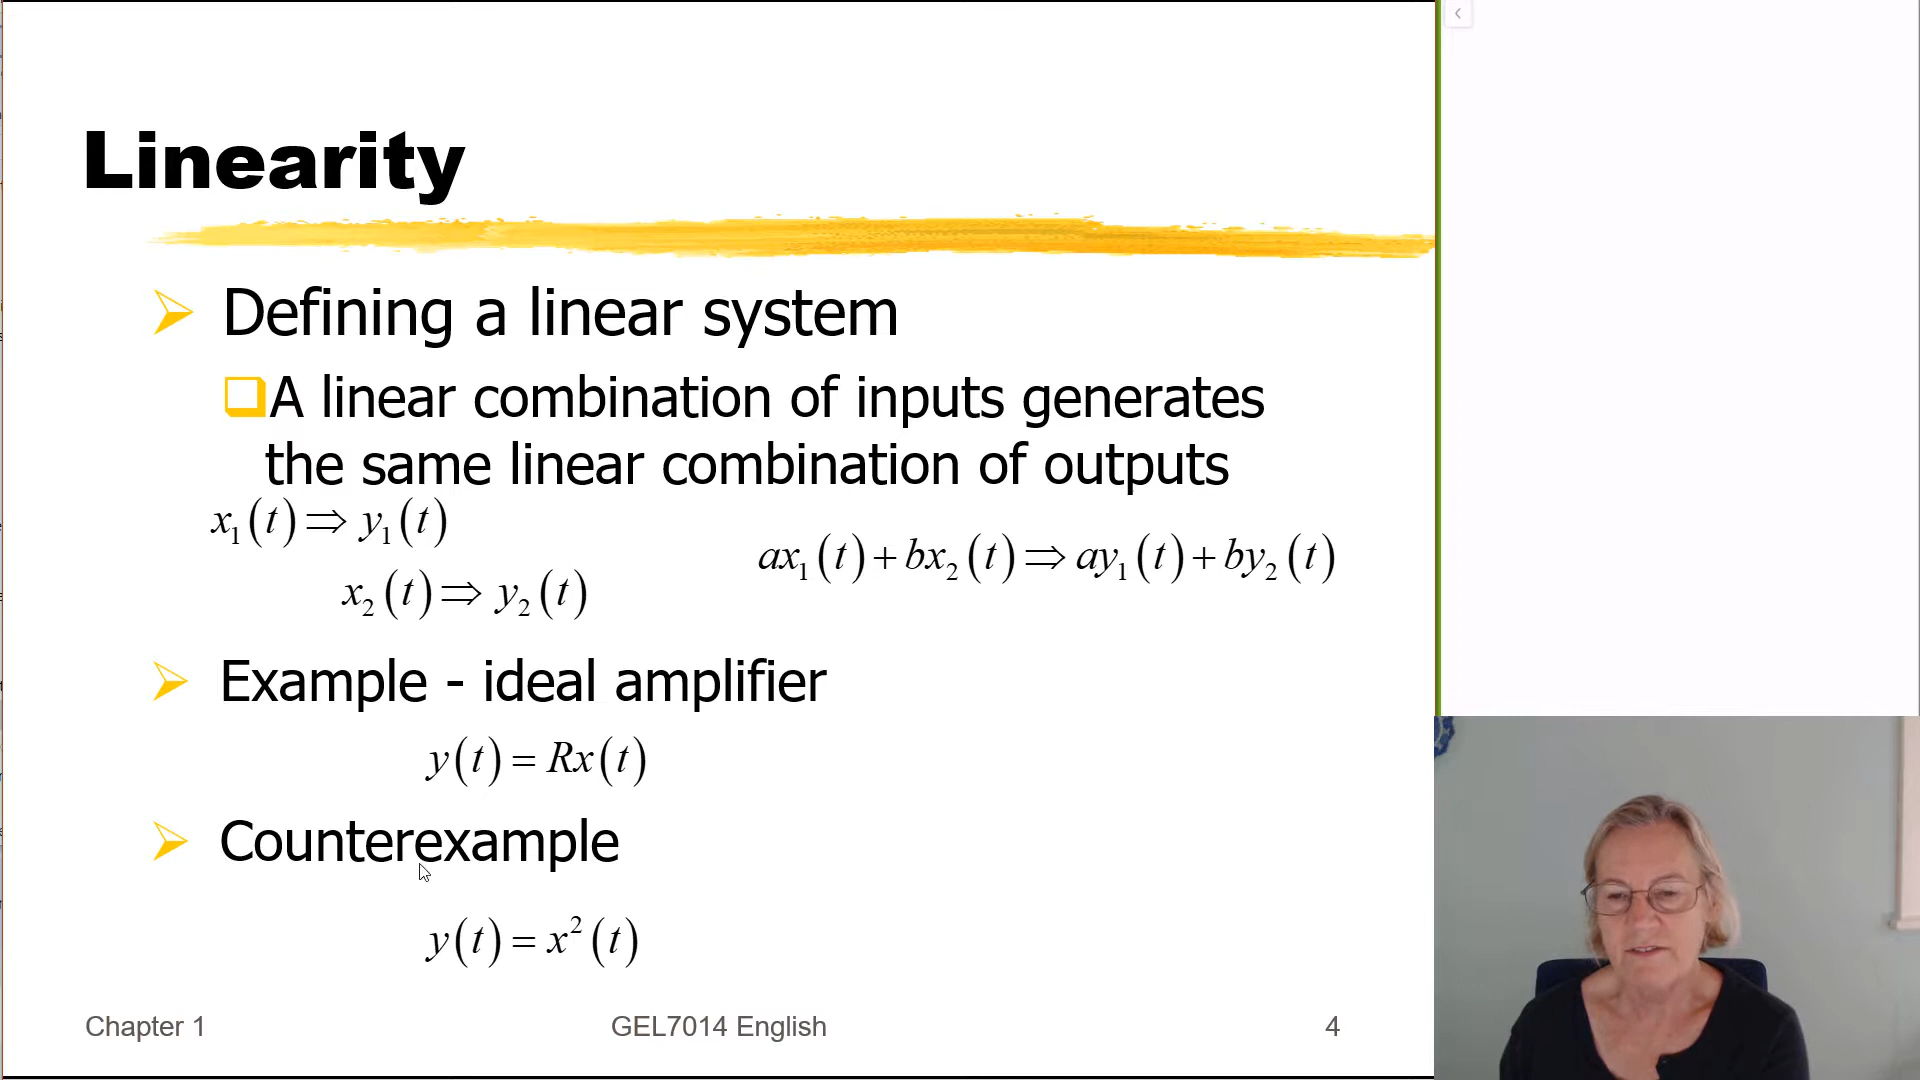 Linearity
Defining a linear system
A linear combination of inputs generates
the same linear combination of outputs
x₁(t) ⇒ y₁(t)
x₂(t) ⇒ y₂(t)
ax₁(t) + bx₂(t) ⇒ ay₁(t) + by₂(t)
Example - ideal amplifier
y(t) = Rx(t)
Counterexample
y(t) = x²(t)
Chapter 1
GEL7014 English
4